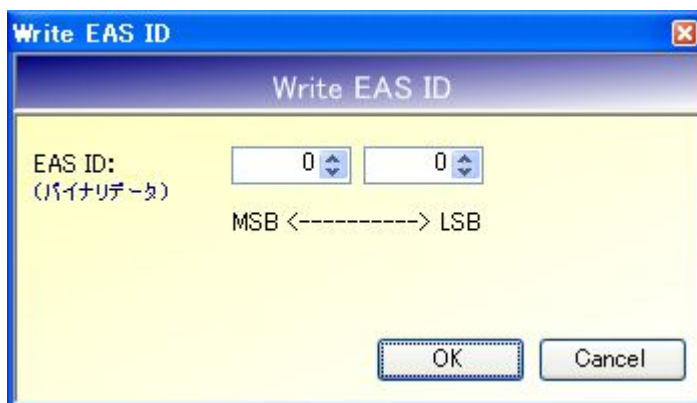 Write EAS ID
Write EAS ID
EAS ID: 0 0
(バイナリデータ)
MSB <----------> LSB
OK Cancel